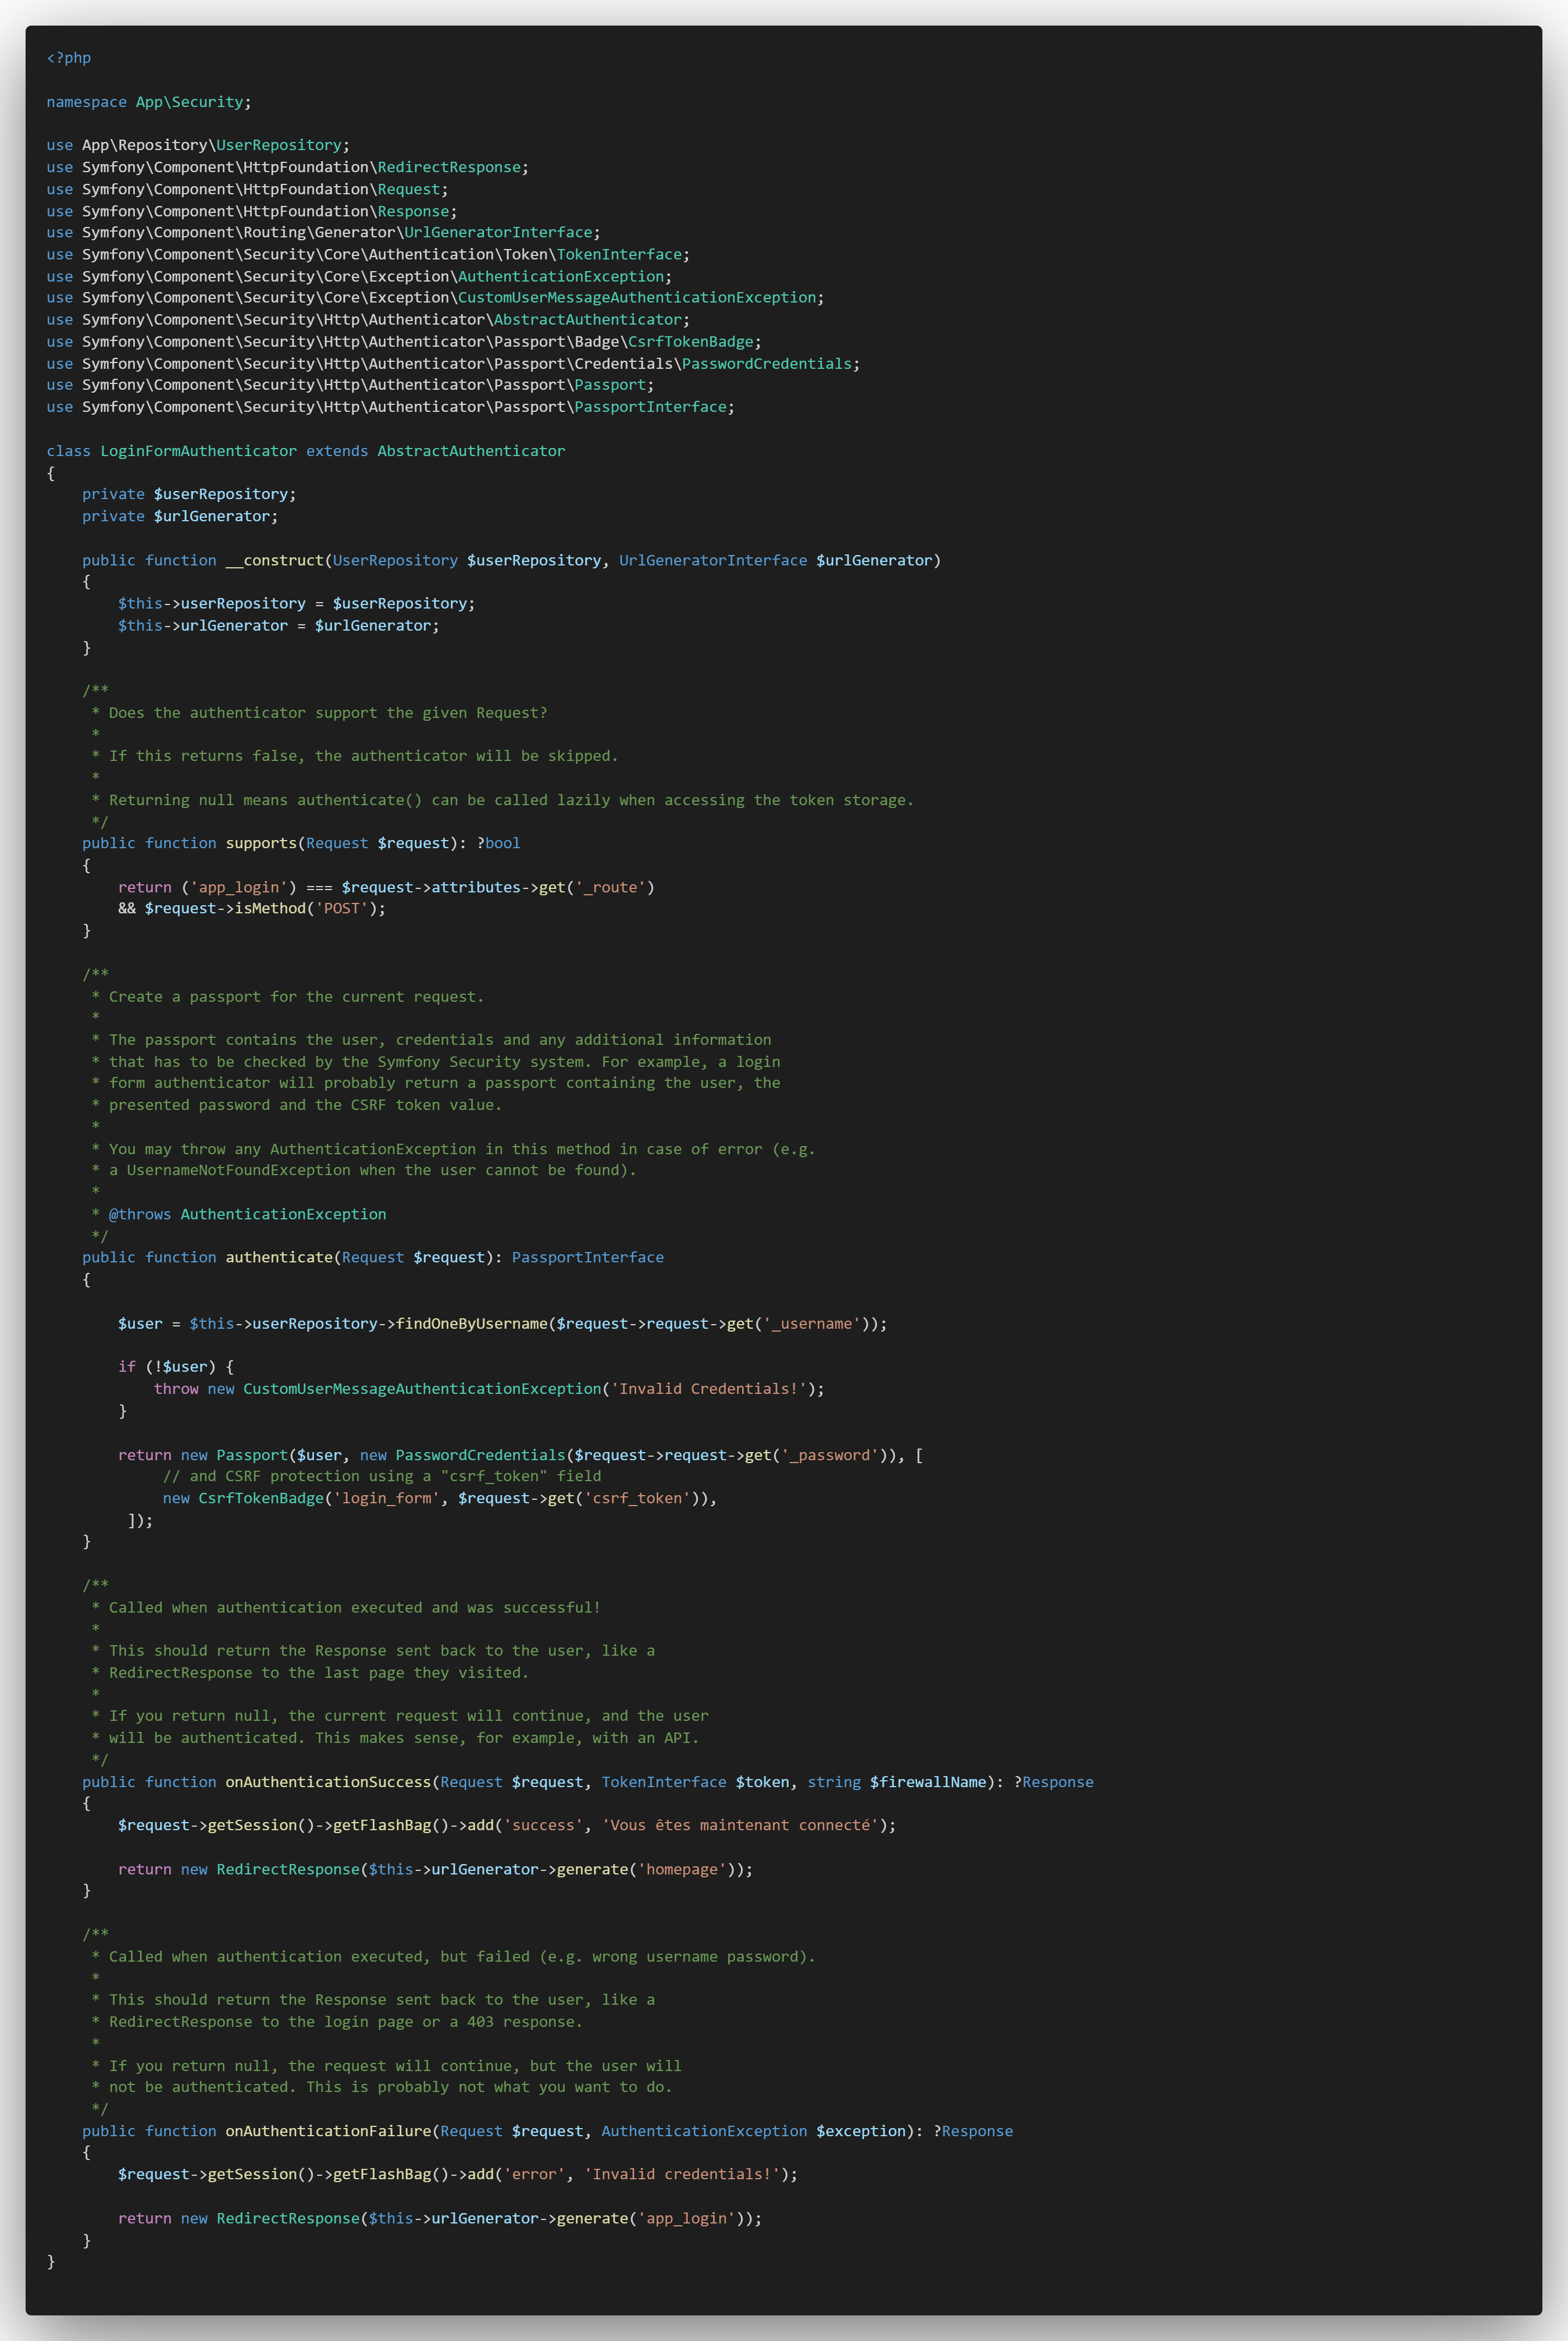 <?php

namespace App\Security;

use App\Repository\UserRepository;
use Symfony\Component\HttpFoundation\RedirectResponse;
use Symfony\Component\HttpFoundation\Request;
use Symfony\Component\HttpFoundation\Response;
use Symfony\Component\Routing\Generator\UrlGeneratorInterface;
use Symfony\Component\Security\Core\Authentication\Token\TokenInterface;
use Symfony\Component\Security\Core\Exception\AuthenticationException;
use Symfony\Component\Security\Core\Exception\CustomUserMessageAuthenticationException;
use Symfony\Component\Security\Http\Authenticator\AbstractAuthenticator;
use Symfony\Component\Security\Http\Authenticator\Passport\Badge\CsrfTokenBadge;
use Symfony\Component\Security\Http\Authenticator\Passport\Credentials\PasswordCredentials;
use Symfony\Component\Security\Http\Authenticator\Passport\Passport;
use Symfony\Component\Security\Http\Authenticator\Passport\PassportInterface;

class LoginFormAuthenticator extends AbstractAuthenticator
{
    private $userRepository;
    private $urlGenerator;

    public function __construct(UserRepository $userRepository, UrlGeneratorInterface $urlGenerator)
    {
        $this->userRepository = $userRepository;
        $this->urlGenerator = $urlGenerator;
    }

    /**
     * Does the authenticator support the given Request?
     *
     * If this returns false, the authenticator will be skipped.
     *
     * Returning null means authenticate() can be called lazily when accessing the token storage.
     */
    public function supports(Request $request): ?bool
    {
        return ('app_login') === $request->attributes->get('_route')
        && $request->isMethod('POST');
    }

    /**
     * Create a passport for the current request.
     *
     * The passport contains the user, credentials and any additional information
     * that has to be checked by the Symfony Security system. For example, a login
     * form authenticator will probably return a passport containing the user, the
     * presented password and the CSRF token value.
     *
     * You may throw any AuthenticationException in this method in case of error (e.g.
     * a UsernameNotFoundException when the user cannot be found).
     *
     * @throws AuthenticationException
     */
    public function authenticate(Request $request): PassportInterface
    {

        $user = $this->userRepository->findOneByUsername($request->request->get('_username'));

        if (!$user) {
            throw new CustomUserMessageAuthenticationException('Invalid Credentials!');
        }

        return new Passport($user, new PasswordCredentials($request->request->get('_password')), [
             // and CSRF protection using a "csrf_token" field
             new CsrfTokenBadge('login_form', $request->get('csrf_token')),
         ]);
    }

    /**
     * Called when authentication executed and was successful!
     *
     * This should return the Response sent back to the user, like a
     * RedirectResponse to the last page they visited.
     *
     * If you return null, the current request will continue, and the user
     * will be authenticated. This makes sense, for example, with an API.
     */
    public function onAuthenticationSuccess(Request $request, TokenInterface $token, string $firewallName): ?Response
    {
        $request->getSession()->getFlashBag()->add('success', 'Vous êtes maintenant connecté');

        return new RedirectResponse($this->urlGenerator->generate('homepage'));
    }

    /**
     * Called when authentication executed, but failed (e.g. wrong username password).
     *
     * This should return the Response sent back to the user, like a
     * RedirectResponse to the login page or a 403 response.
     *
     * If you return null, the request will continue, but the user will
     * not be authenticated. This is probably not what you want to do.
     */
    public function onAuthenticationFailure(Request $request, AuthenticationException $exception): ?Response
    {
        $request->getSession()->getFlashBag()->add('error', 'Invalid credentials!');

        return new RedirectResponse($this->urlGenerator->generate('app_login'));
    }
}